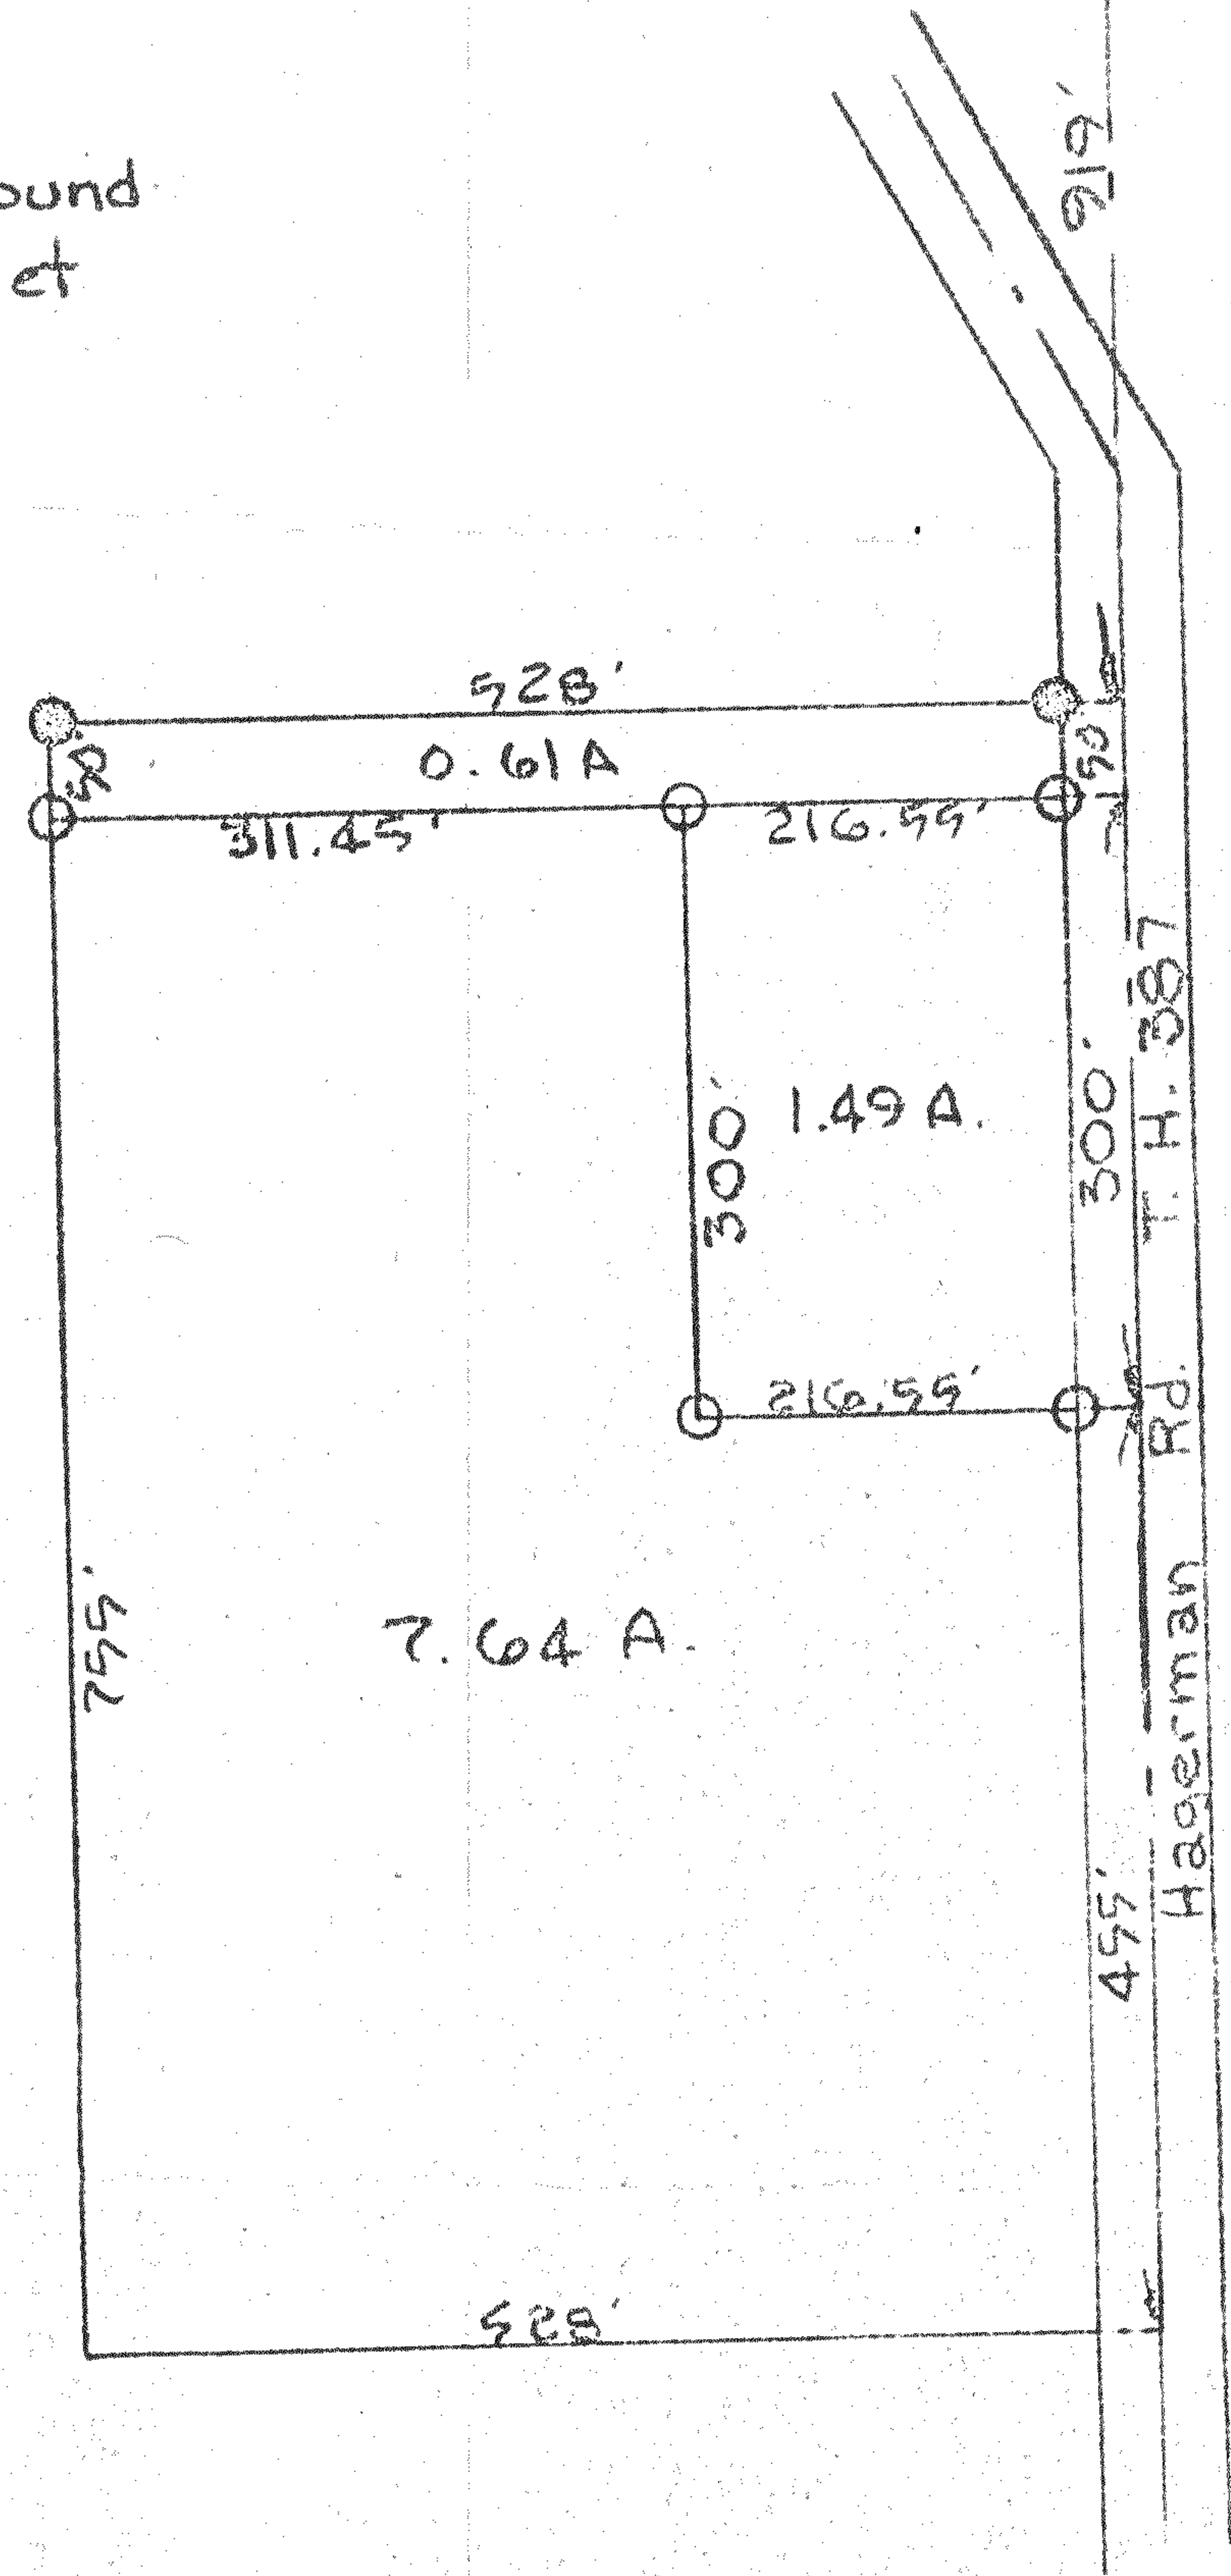 ound
et
919'
528'
0.61 A
50'
50'
311.45'
216.55'
300'
1.49 A.
300'
216.55'
755'
7.64 A.
455'
528'
Hagerman Rd. T. H. 387